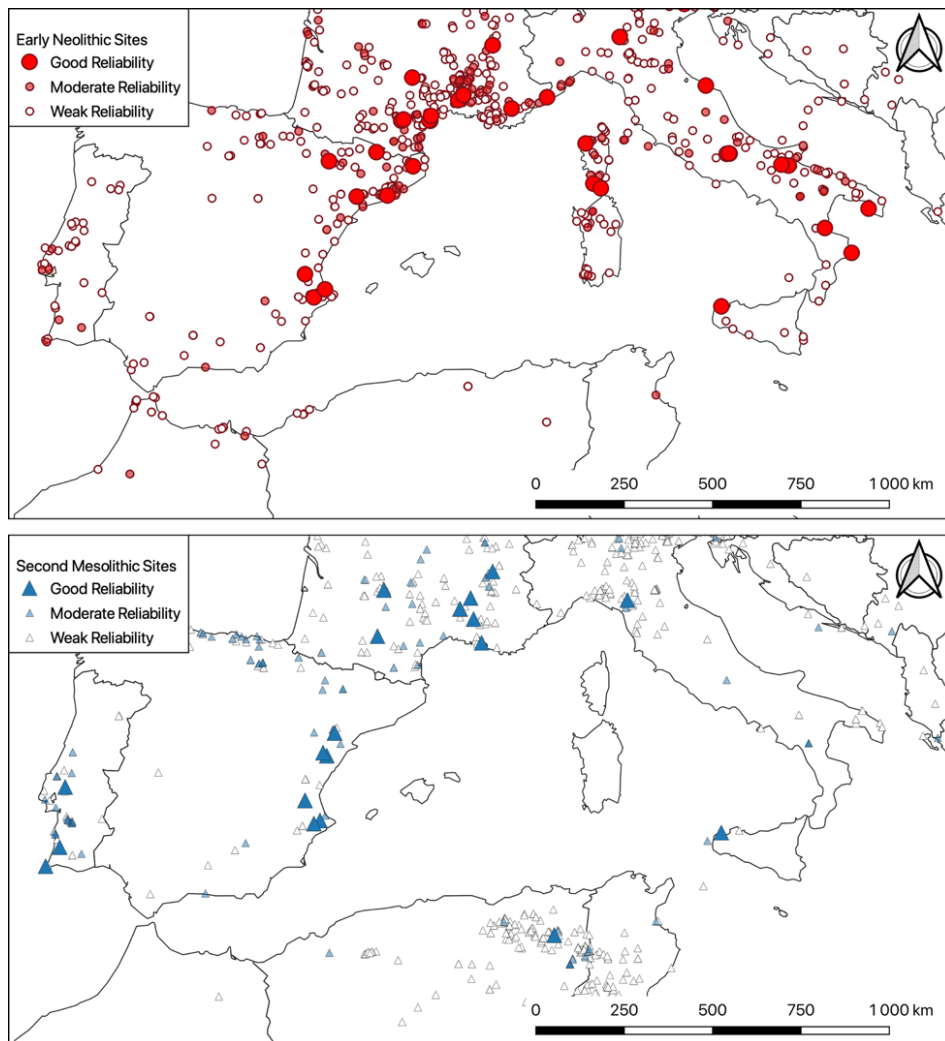 Early Neolithic Sites
Good Reliability
Moderate Reliability
Weak Reliability
0 250 500 750 1 000 km
Second Mesolithic Sites
Good Reliability
Moderate Reliability
Weak Reliability
0 250 500 750 1 000 km